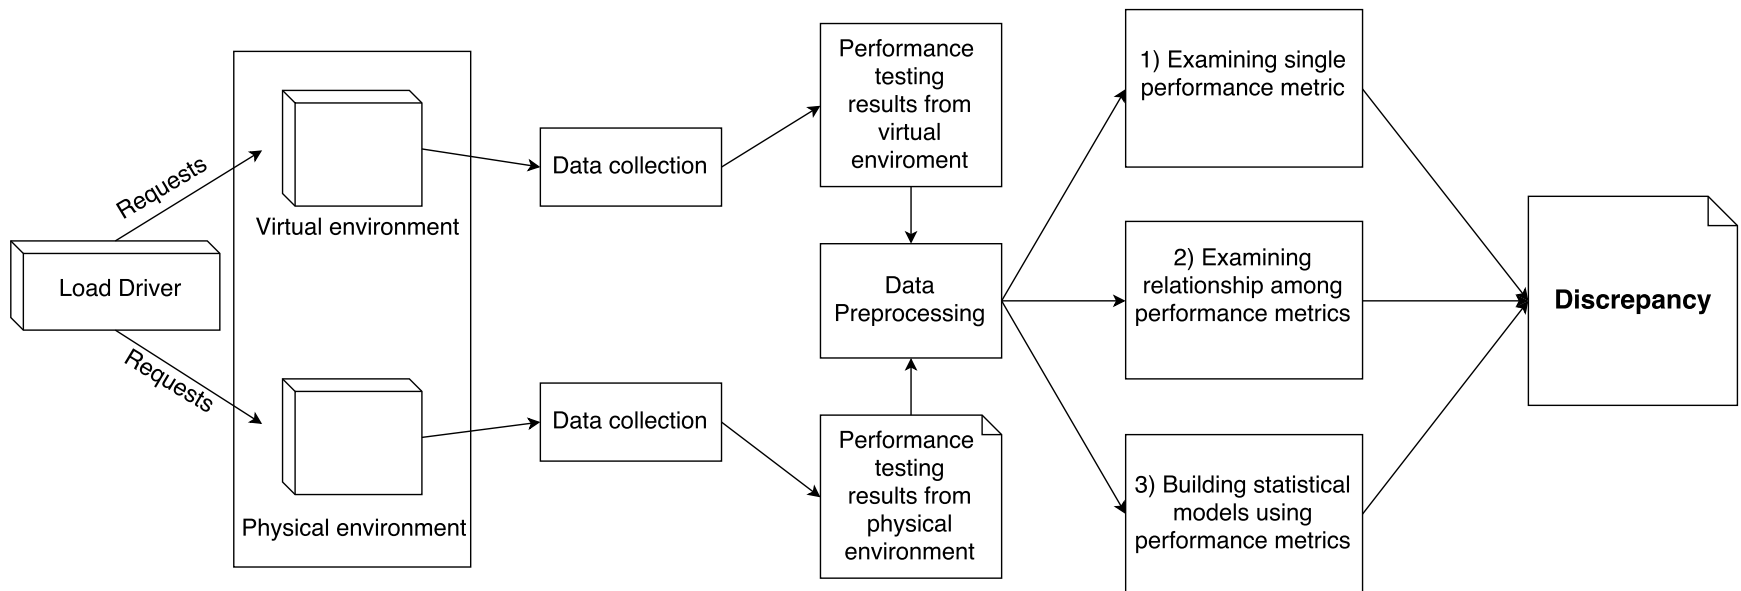 Requests
Load Driver
Requests
Virtual environment
Physical environment
Data collection
Data collection
Performance
testing
results from
virtual
enviroment
Data
Preprocessing
Performance
testing
results from
physical
environment
1) Examining single
performance metric
2) Examining
relationship among
performance metrics
3) Building statistical
models using
performance metrics
Discrepancy